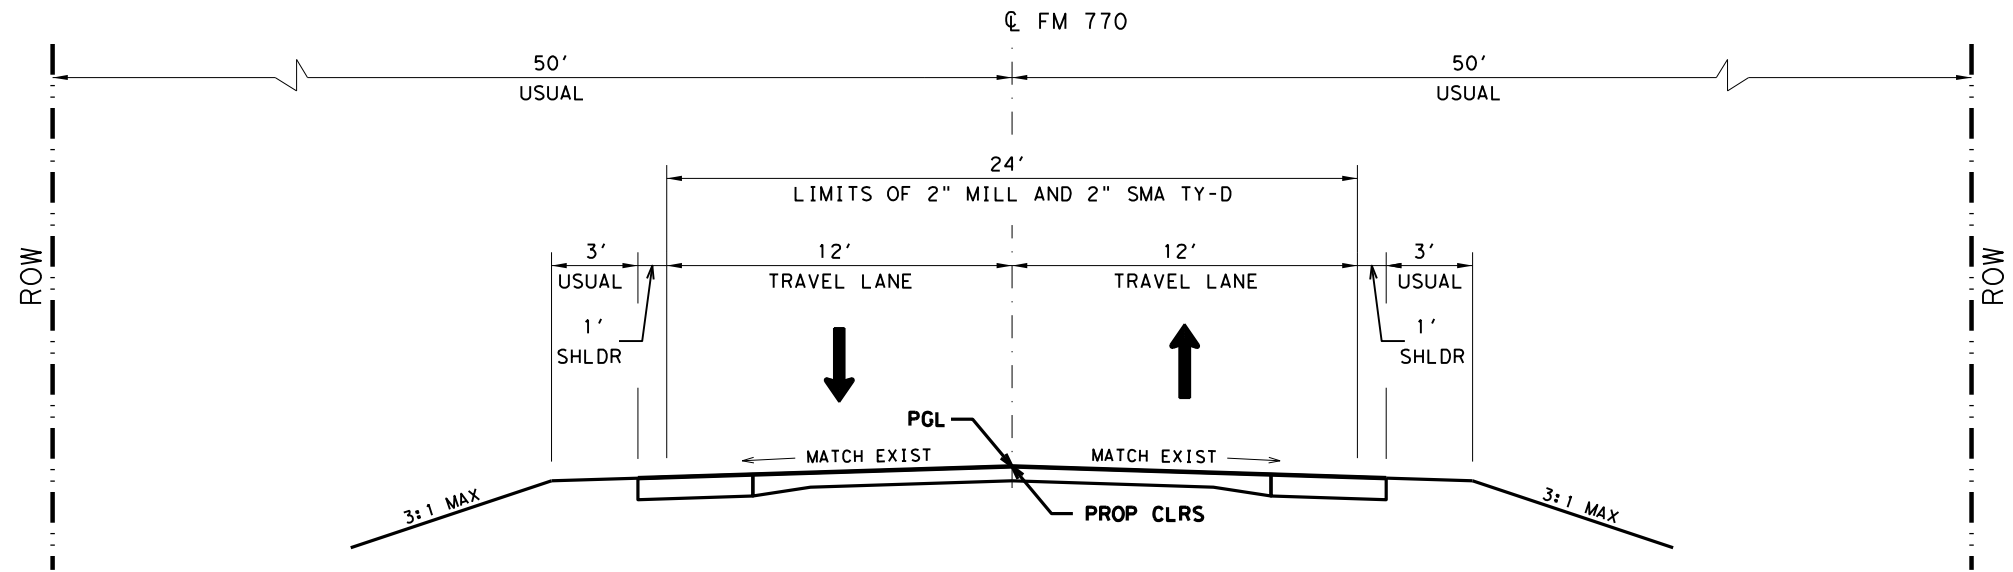 ℄ FM 770
50'
USUAL
50'
USUAL
24'
LIMITS OF 2" MILL AND 2" SMA TY-D
ROW
3'
USUAL
12'
TRAVEL LANE
12'
TRAVEL LANE
3'
USUAL
ROW
1'
SHLDR
1'
SHLDR
PGL
MATCH EXIST
MATCH EXIST
3:1 MAX
3:1 MAX
PROP CLRS